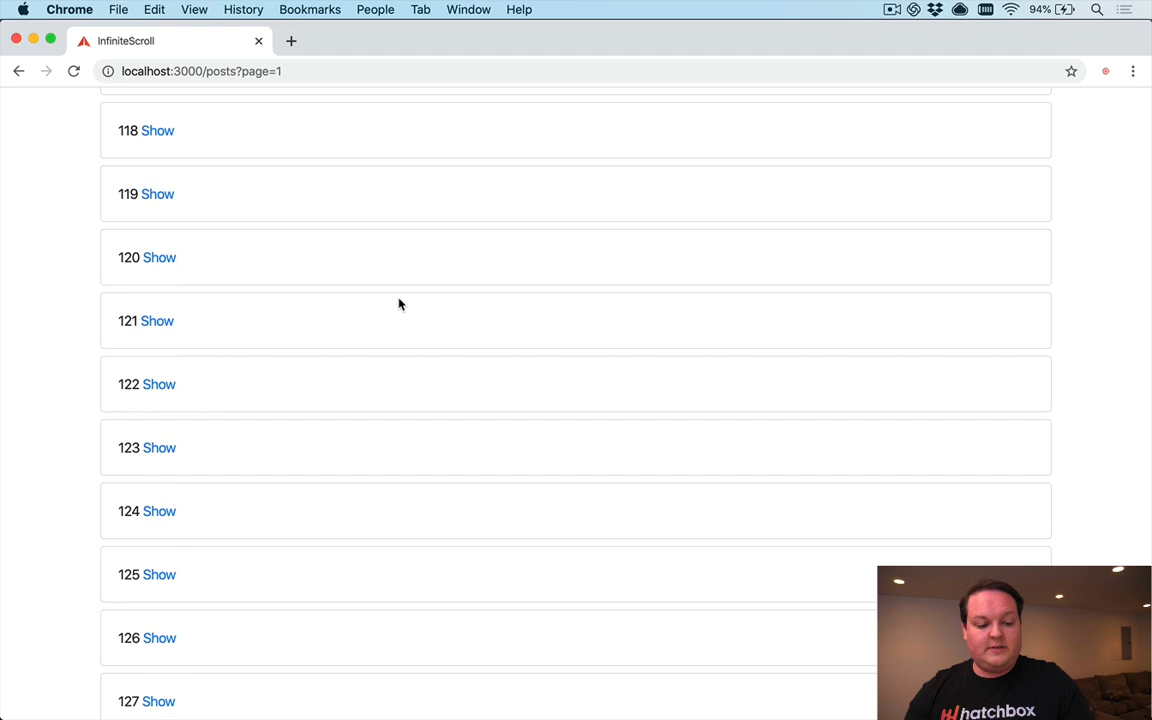 Chrome File Edit View History Bookmarks People Tab Window Help 94%
InfiniteScroll
localhost:3000/posts?page=1
118 Show
119 Show
120 Show
121 Show
122 Show
123 Show
124 Show
125 Show
126 Show
127 Show
hatchbox